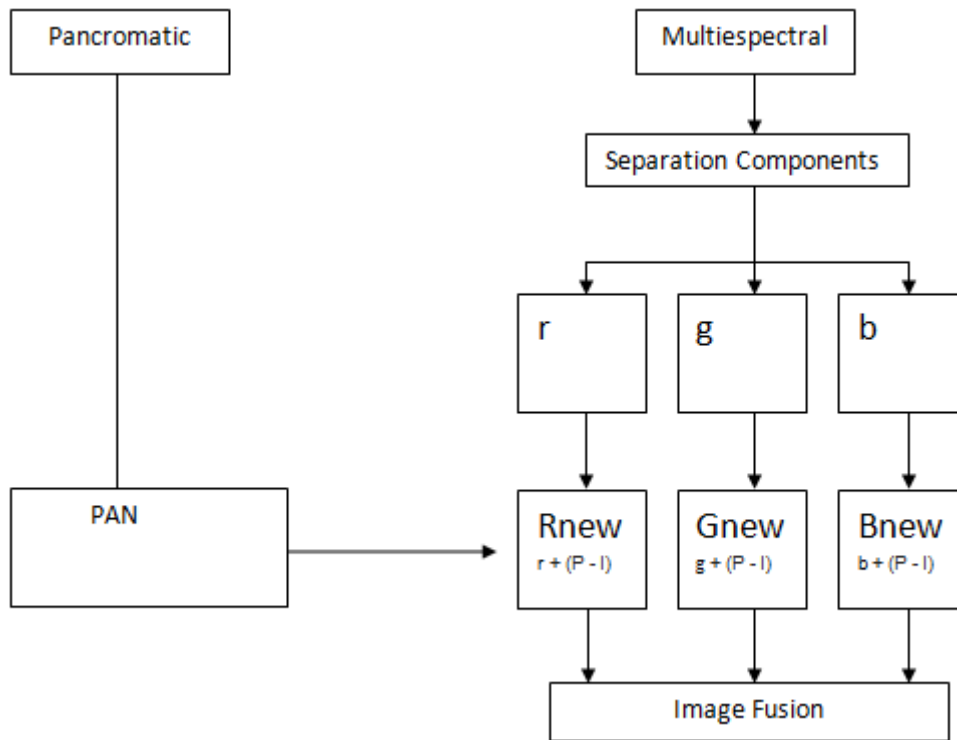 Pancromatic
Multiespectral
Separation Components
r
g
b
PAN
Rnew
r + (P - I)
Gnew
g + (P - I)
Bnew
b + (P - I)
Image Fusion